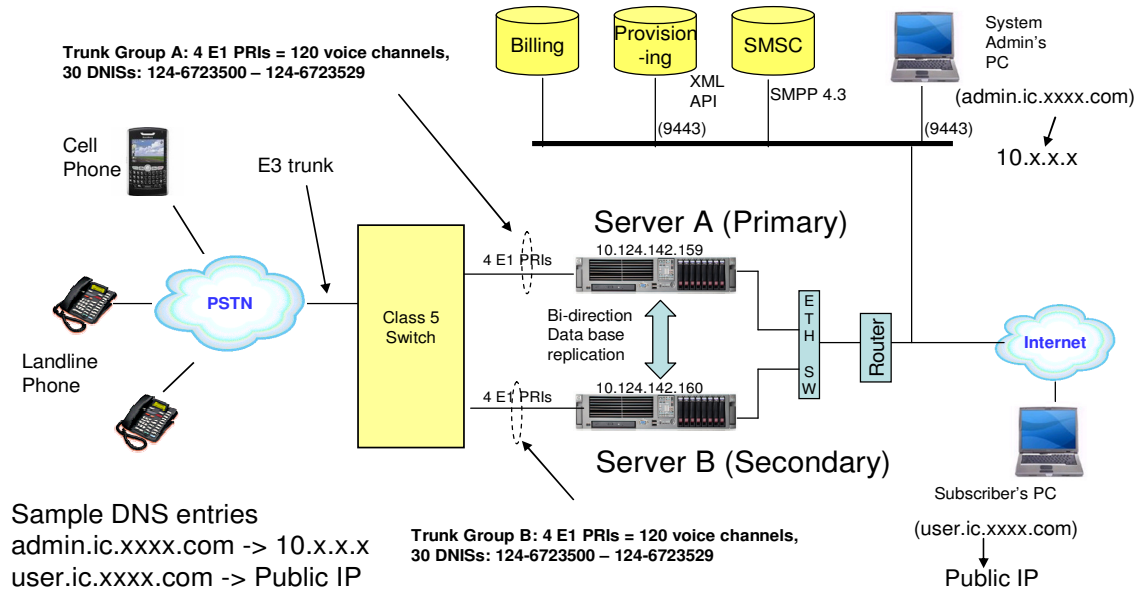 Trunk Group A: 4 E1 PRIs = 120 voice channels,
30 DNISs: 124-6723500 – 124-6723529
Billing
Provision
-ing
SMSC
System
Admin's
PC
XML
API
SMPP 4.3
(admin.ic.xxxx.com)
(9443)
(9443)
10.x.x.x
Cell
Phone
E3 trunk
Server A (Primary)
10.124.142.159
4 E1 PRIs
PSTN
Class 5
Switch
Bi-direction
Data base
replication
ETH SW
Router
Internet
Landline
Phone
10.124.142.160
4 E1 PRIs
Server B (Secondary)
Subscriber's PC
(user.ic.xxxx.com)
Public IP
Sample DNS entries
admin.ic.xxxx.com -> 10.x.x.x
user.ic.xxxx.com -> Public IP
Trunk Group B: 4 E1 PRIs = 120 voice channels,
30 DNISs: 124-6723500 – 124-6723529